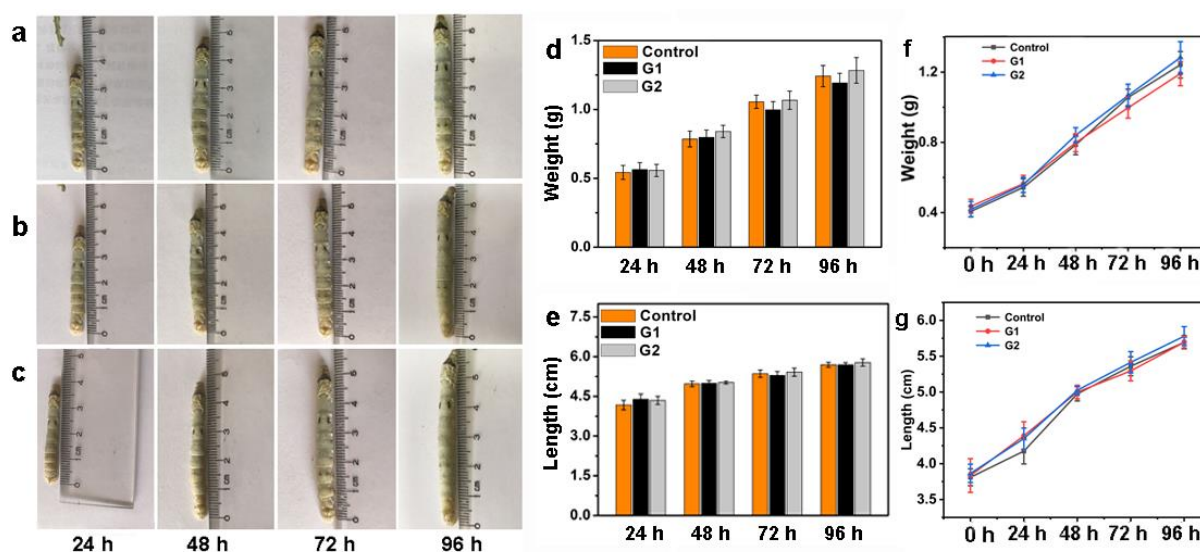 a
b
c
24 h 48 h 72 h 96 h
d
Control
G1
G2
Weight (g)
1.5
1.0
0.5
0.0
24 h 48 h 72 h 96 h
e
Control
G1
G2
Length (cm)
7.5
6.0
4.5
3.0
1.5
0.0
24 h 48 h 72 h 96 h
f
Control
G1
G2
Weight (g)
1.2
0.8
0.4
0 h 24 h 48 h 72 h 96 h
g
Control
G1
G2
Length (cm)
6.0
5.5
5.0
4.5
4.0
3.5
0 h 24 h 48 h 72 h 96 h